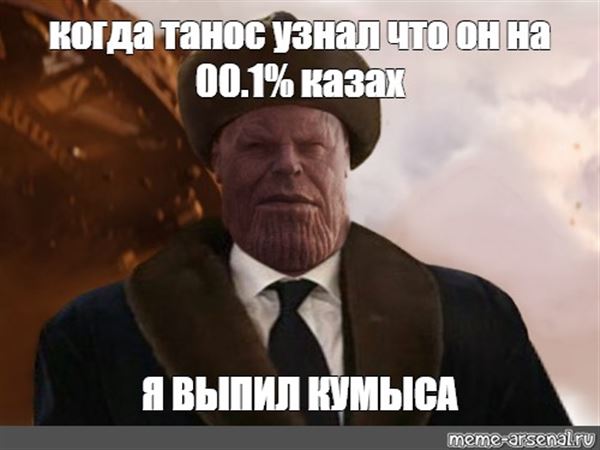 когда танос узнал что он на
00.1% казах
Я ВЫПИЛ КУМЫСА
meme-arsenal.ru